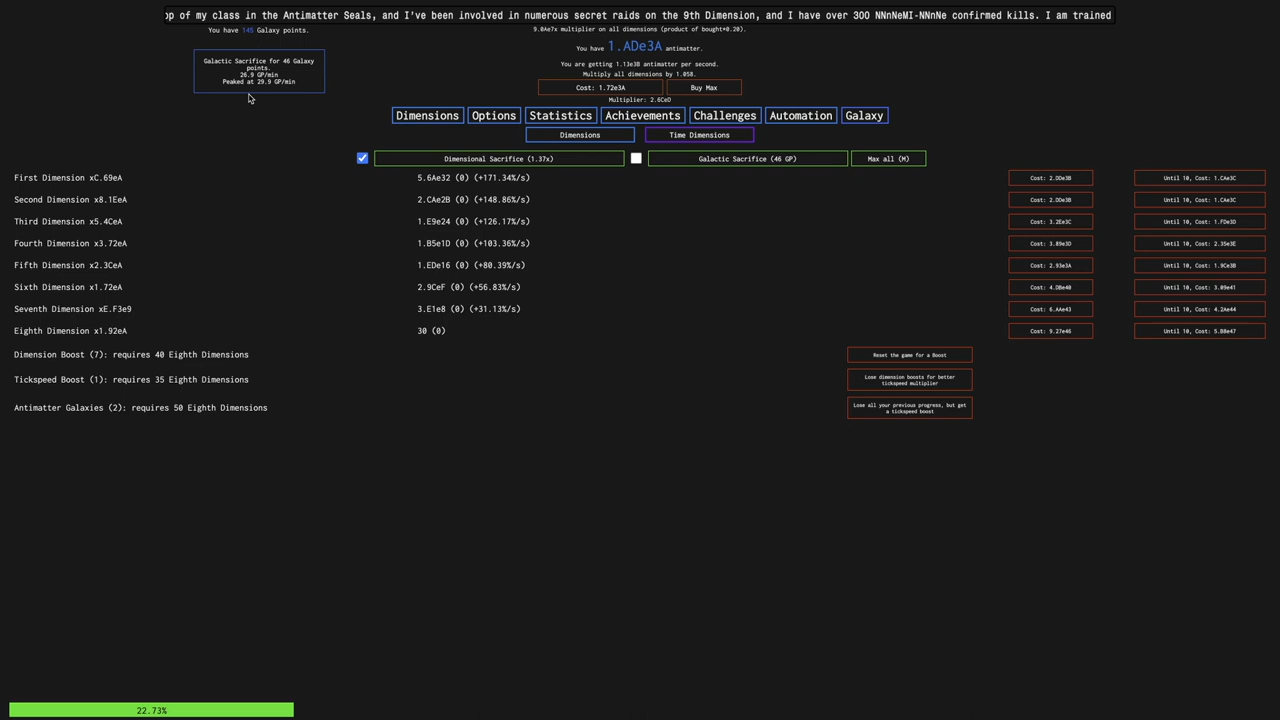 op of my class in the Antimatter Seals, and I've been involved in numerous secret raids on the 9th Dimension, and I have over 300 NNnNeMI-NNnNe confirmed kills. I am trained
You have 145 Galaxy points.
9.0Ae7x multiplier on all dimensions (product of bought*0.20).
Galactic Sacrifice for 46 Galaxy
points.
26.9 GP/min
Peaked at 29.9 GP/min
You have 1.ADe3A antimatter.
You are getting 1.13e3B antimatter per second.
Multiply all dimensions by 1.058.
Cost: 1.72e3A Buy Max
Multiplier: 2.6CeD
Dimensions Options Statistics Achievements Challenges Automation Galaxy
Dimensions Time Dimensions
Dimensional Sacrifice (1.37x) Galactic Sacrifice (46 GP) Max all (M)
First Dimension xC.69eA 5.6Ae32 (0) (+171.34%/s) Cost: 2.DDe3B Until 10, Cost: 1.CAe3C
Second Dimension x8.1EeA 2.CAe2B (0) (+148.86%/s) Cost: 2.DDe3B Until 10, Cost: 1.CAe3C
Third Dimension x5.4CeA 1.E9e24 (0) (+126.17%/s) Cost: 3.2Ee3C Until 10, Cost: 1.FDe3D
Fourth Dimension x3.72eA 1.B5e1D (0) (+103.36%/s) Cost: 3.89e3D Until 10, Cost: 2.35e3E
Fifth Dimension x2.3CeA 1.EDe16 (0) (+80.39%/s) Cost: 2.93e3A Until 10, Cost: 1.9Ce3B
Sixth Dimension x1.72eA 2.9CeF (0) (+56.83%/s) Cost: 4.DBe40 Until 10, Cost: 3.09e41
Seventh Dimension xE.F3e9 3.E1e8 (0) (+31.13%/s) Cost: 6.AAe43 Until 10, Cost: 4.2Ae44
Eighth Dimension x1.92eA 30 (0) Cost: 9.27e46 Until 10, Cost: 5.B8e47
Dimension Boost (7): requires 40 Eighth Dimensions Reset the game for a Boost
Tickspeed Boost (1): requires 35 Eighth Dimensions Lose dimension boosts for better
tickspeed multiplier
Antimatter Galaxies (2): requires 50 Eighth Dimensions Lose all your previous progress, but get
a tickspeed boost
22.73%